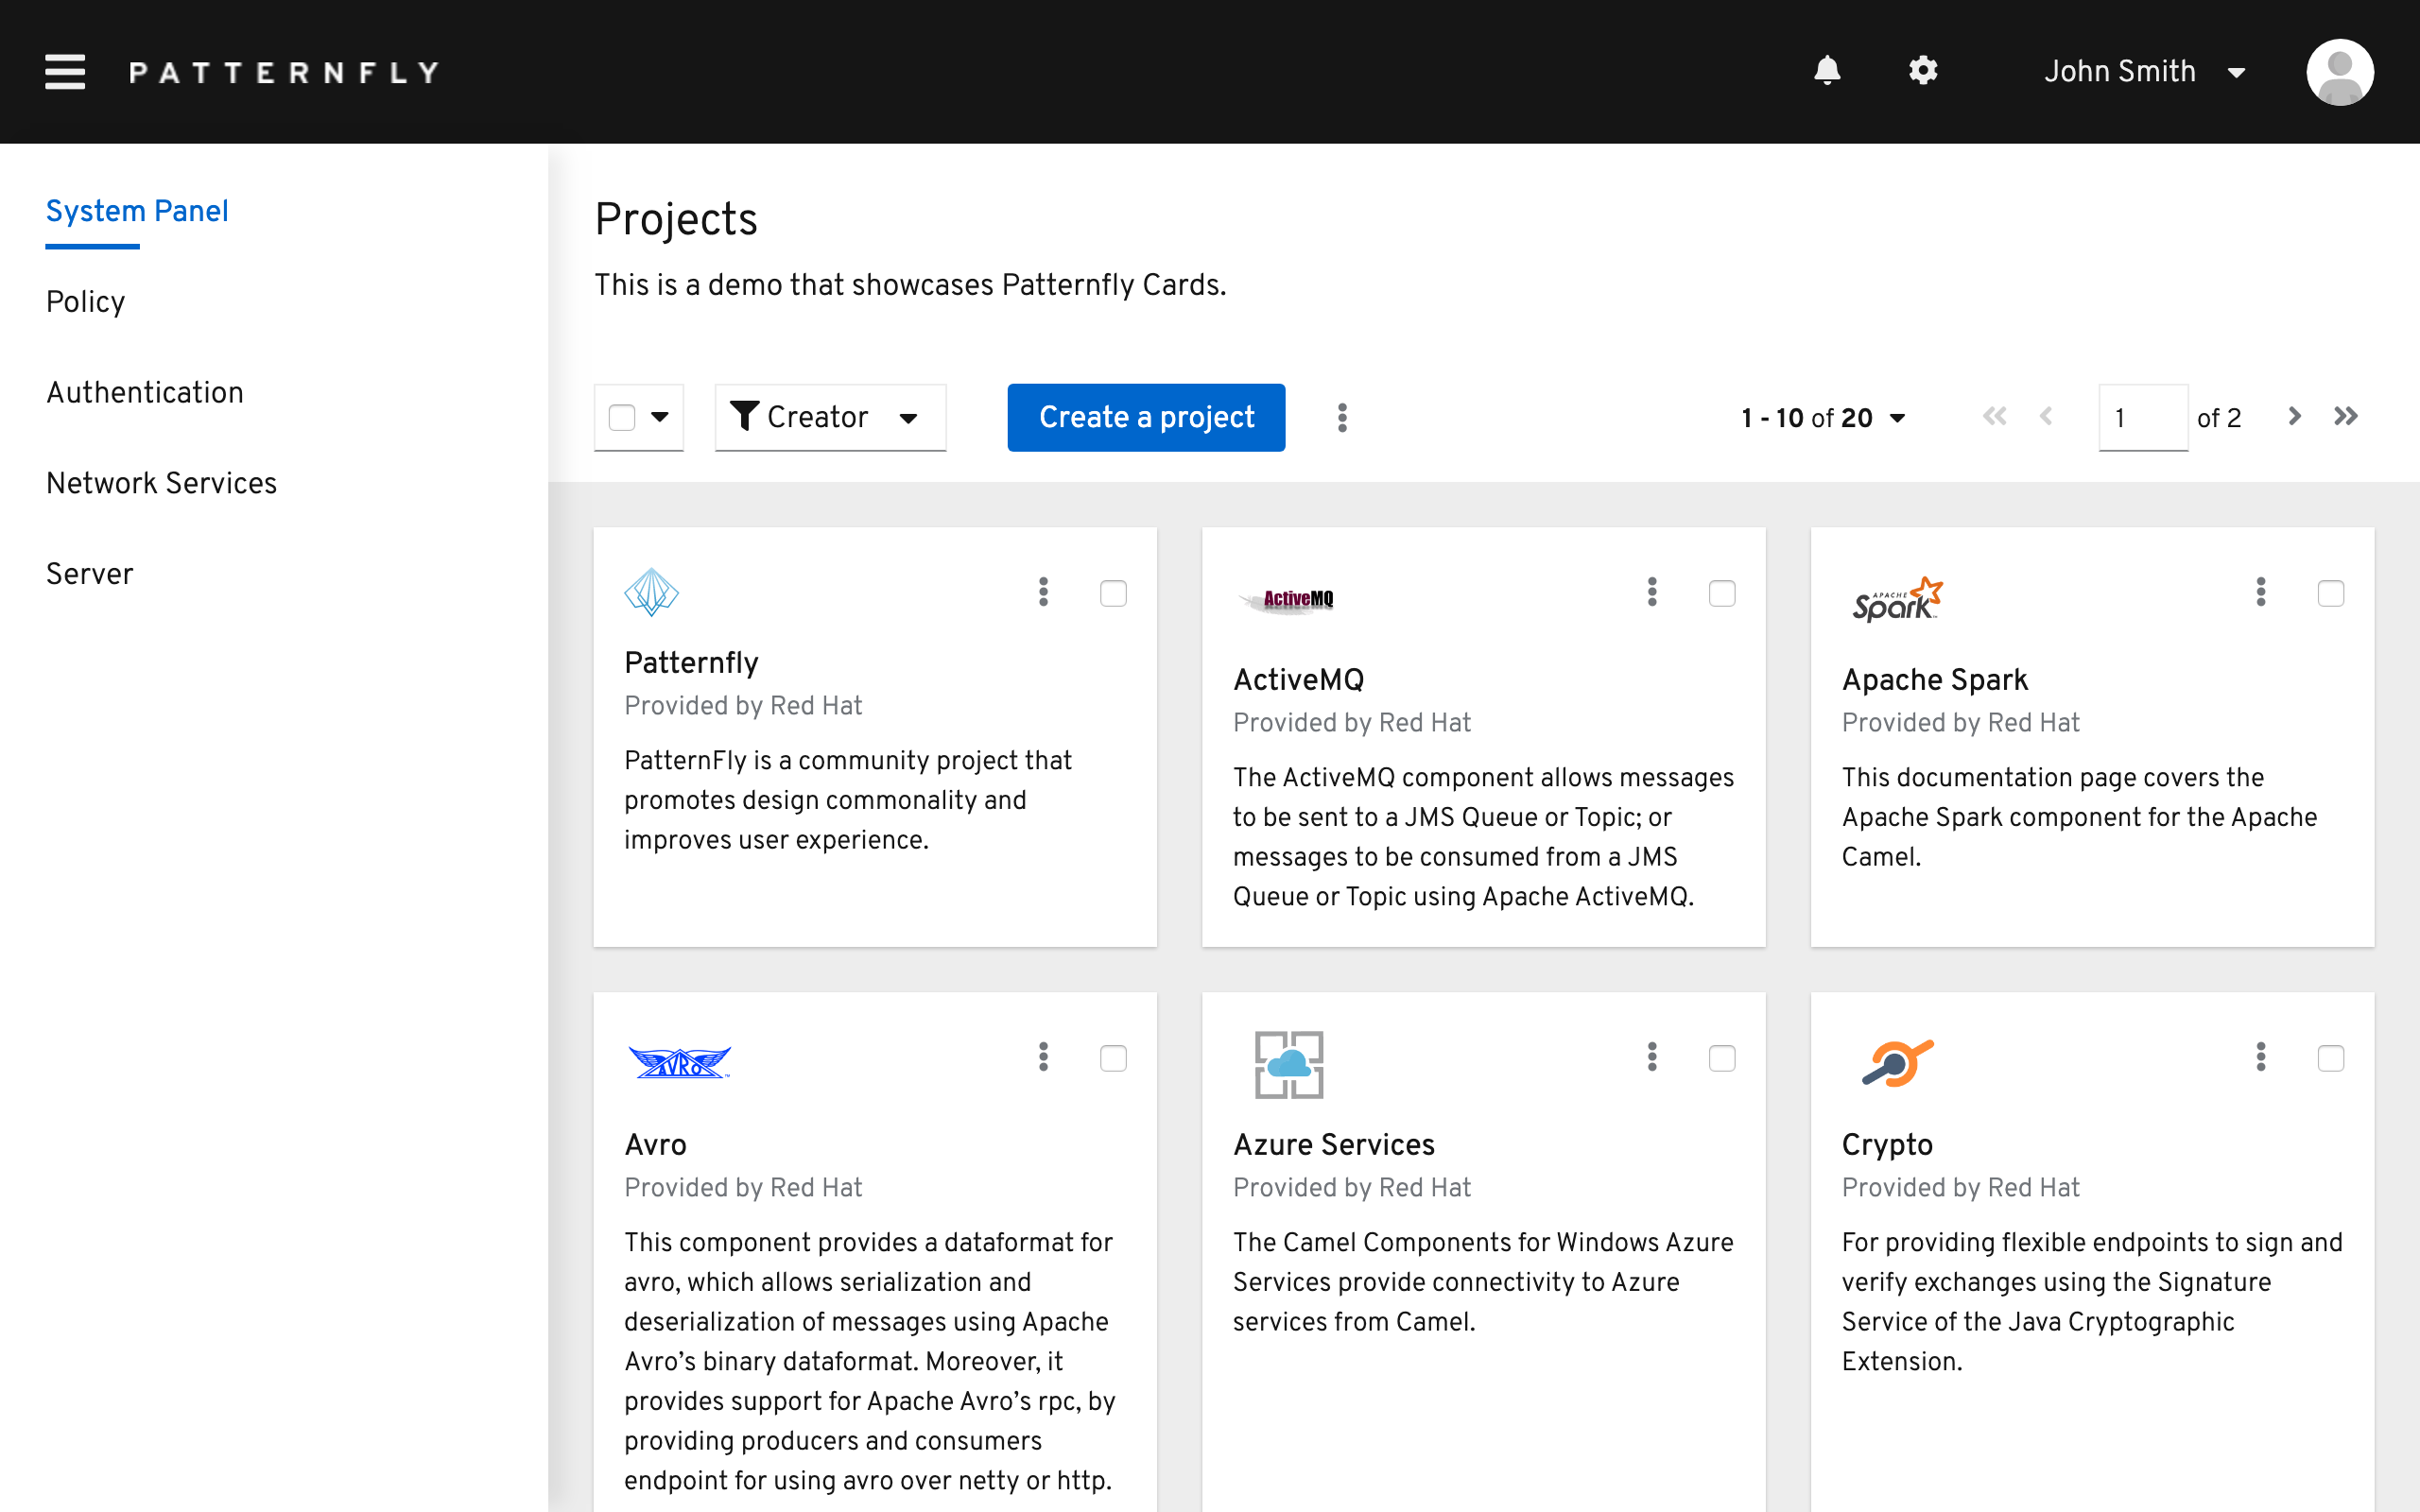 PATTERNFLY
John Smith
System Panel
Policy
Authentication
Network Services
Server
Projects
This is a demo that showcases Patternfly Cards.
Creator
Create a project
1 - 10 of 20
1 of 2
Patternfly
Provided by Red Hat
PatternFly is a community project that
promotes design commonality and
improves user experience.
ActiveMQ
ActiveMQ
Provided by Red Hat
The ActiveMQ component allows messages
to be sent to a JMS Queue or Topic; or
messages to be consumed from a JMS
Queue or Topic using Apache ActiveMQ.
APACHE
Spark
Apache Spark
Provided by Red Hat
This documentation page covers the
Apache Spark component for the Apache
Camel.
AVRO
Avro
Provided by Red Hat
This component provides a dataformat for
avro, which allows serialization and
deserialization of messages using Apache
Avro’s binary dataformat. Moreover, it
provides support for Apache Avro’s rpc, by
providing producers and consumers
endpoint for using avro over netty or http.
Azure Services
Provided by Red Hat
The Camel Components for Windows Azure
Services provide connectivity to Azure
services from Camel.
Crypto
Provided by Red Hat
For providing flexible endpoints to sign and
verify exchanges using the Signature
Service of the Java Cryptographic
Extension.